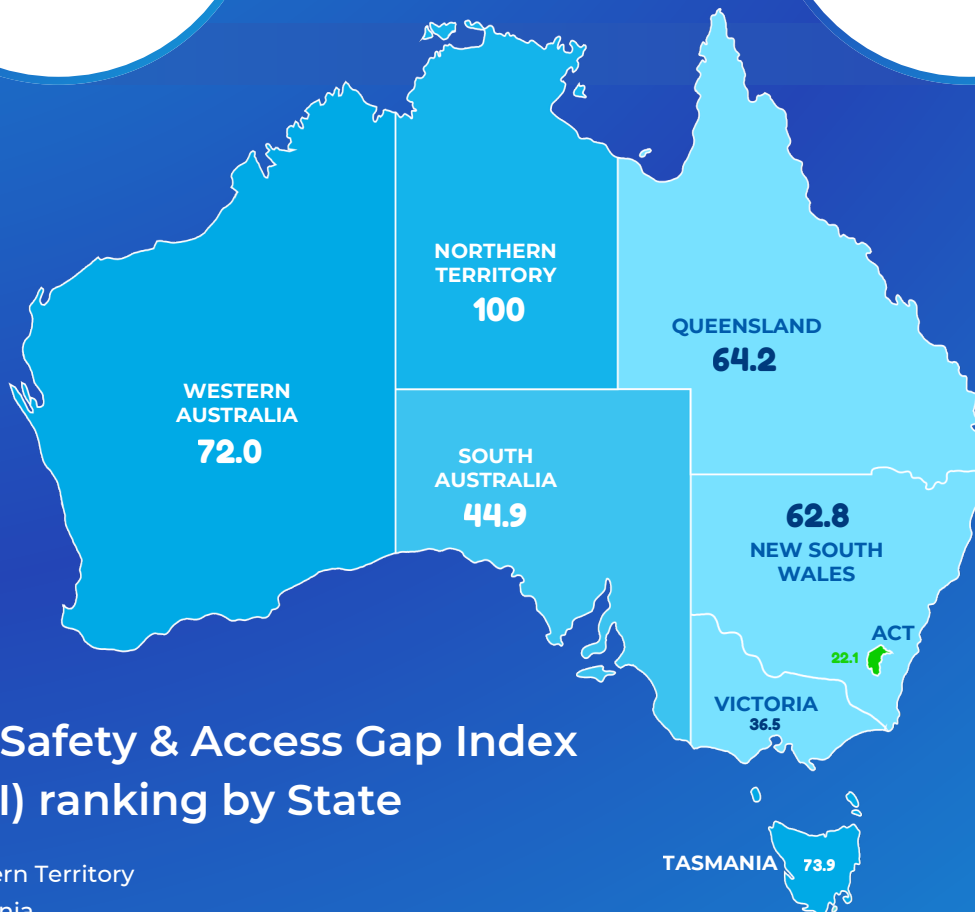 NORTHERN
TERRITORY
100
QUEENSLAND
64.2
WESTERN
AUSTRALIA
72.0
SOUTH
AUSTRALIA
44.9
62.8
NEW SOUTH
WALES
ACT
22.1
VICTORIA
36.5
Safety & Access Gap Index
I) ranking by State
TASMANIA
73.9
ern Territory
nia